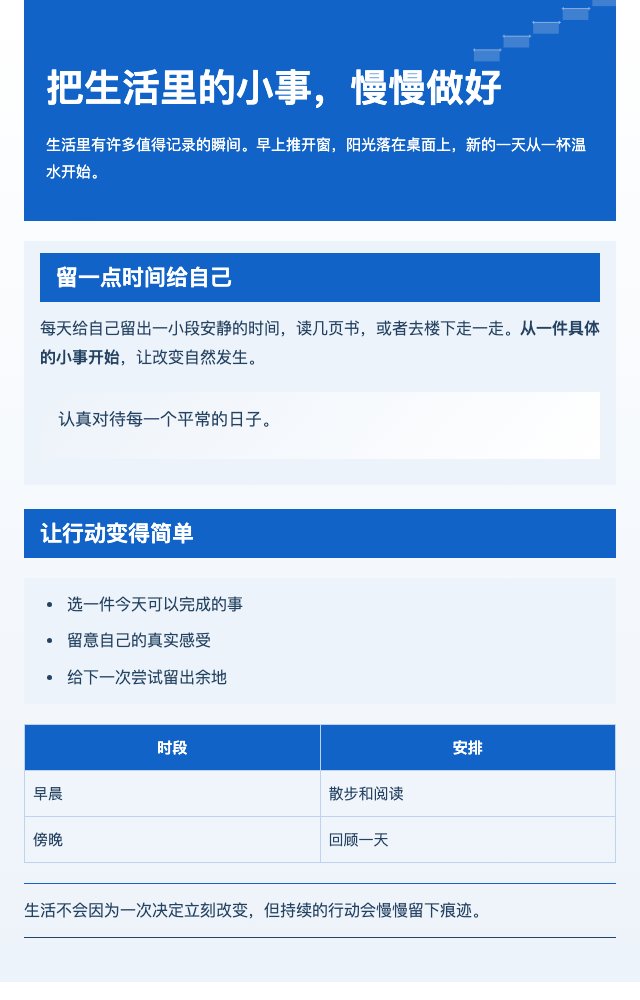 把生活里的小事，慢慢做好
生活里有许多值得记录的瞬间。早上推开窗，阳光落在桌面上，新的一天从一杯温
水开始。
留一点时间给自己
每天给自己留出一小段安静的时间，读几页书，或者去楼下走一走。从一件具体
的小事开始，让改变自然发生。
认真对待每一个平常的日子。
让行动变得简单
• 选一件今天可以完成的事
• 留意自己的真实感受
• 给下一次尝试留出余地
时段 安排
早晨 散步和阅读
傍晚 回顾一天
生活不会因为一次决定立刻改变，但持续的行动会慢慢留下痕迹。